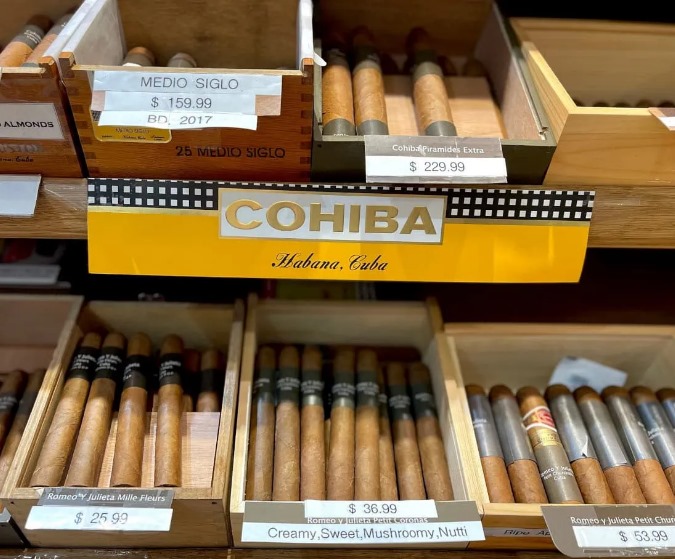 MEDIO SIGLO
$ 159.99
BD. 2017
25 MEDIO SIGLO
ALMONDS
Cohiba Piramides Extra
$ 229.99
COHIBA
Habana, Cuba
Romeo Y Julieta Mille Fleurs
$ 25.99
$ 36.99
Romeo y Julieta Petit Coronas
Creamy,Sweet,Mushroomy,Nutti
Romeo y Julieta Petit Chur
$ 53.99